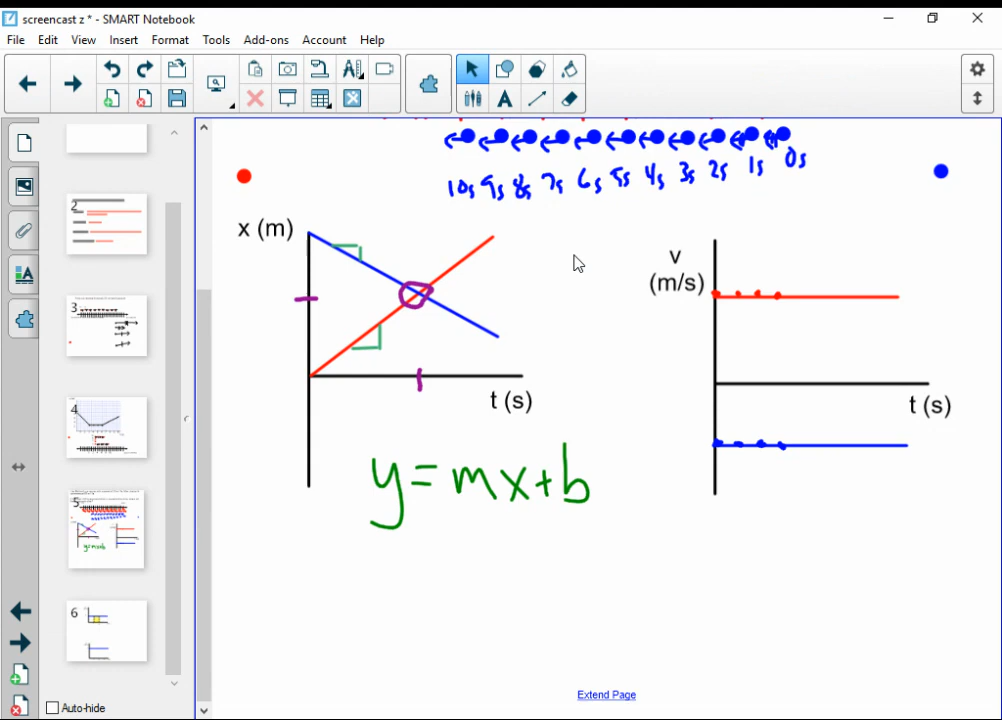 screencast z * - SMART Notebook
File Edit View Insert Format Tools Add-ons Account Help
10s 9s 8s 7s 6s 5s 4s 3s 2s 1s 0s
x (m)
t (s)
y = mx+b
v
(m/s)
t (s)
2
3
4
5
y=mx+b
6
Extend Page
Auto-hide